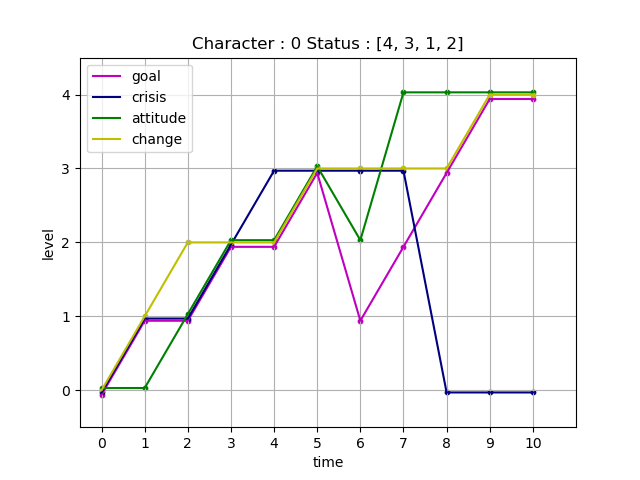 Character : 0 Status : [4, 3, 1, 2]
goal
crisis
attitude
change
level
4
3
2
1
0
0 1 2 3 4 5 6 7 8 9 10
time